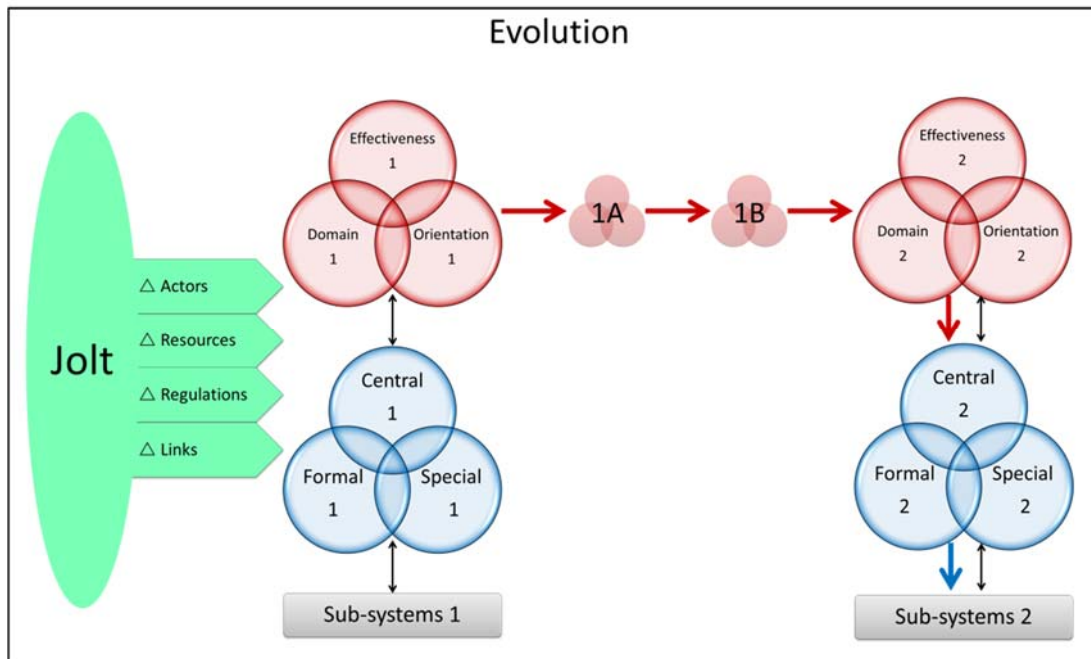 Evolution
Jolt
△ Actors
△ Resources
△ Regulations
△ Links
Effectiveness
1
Domain
1
Orientation
1
Central
1
Formal
1
Special
1
Sub-systems 1
1A
1B
Effectiveness
2
Domain
2
Orientation
2
Central
2
Formal
2
Special
2
Sub-systems 2